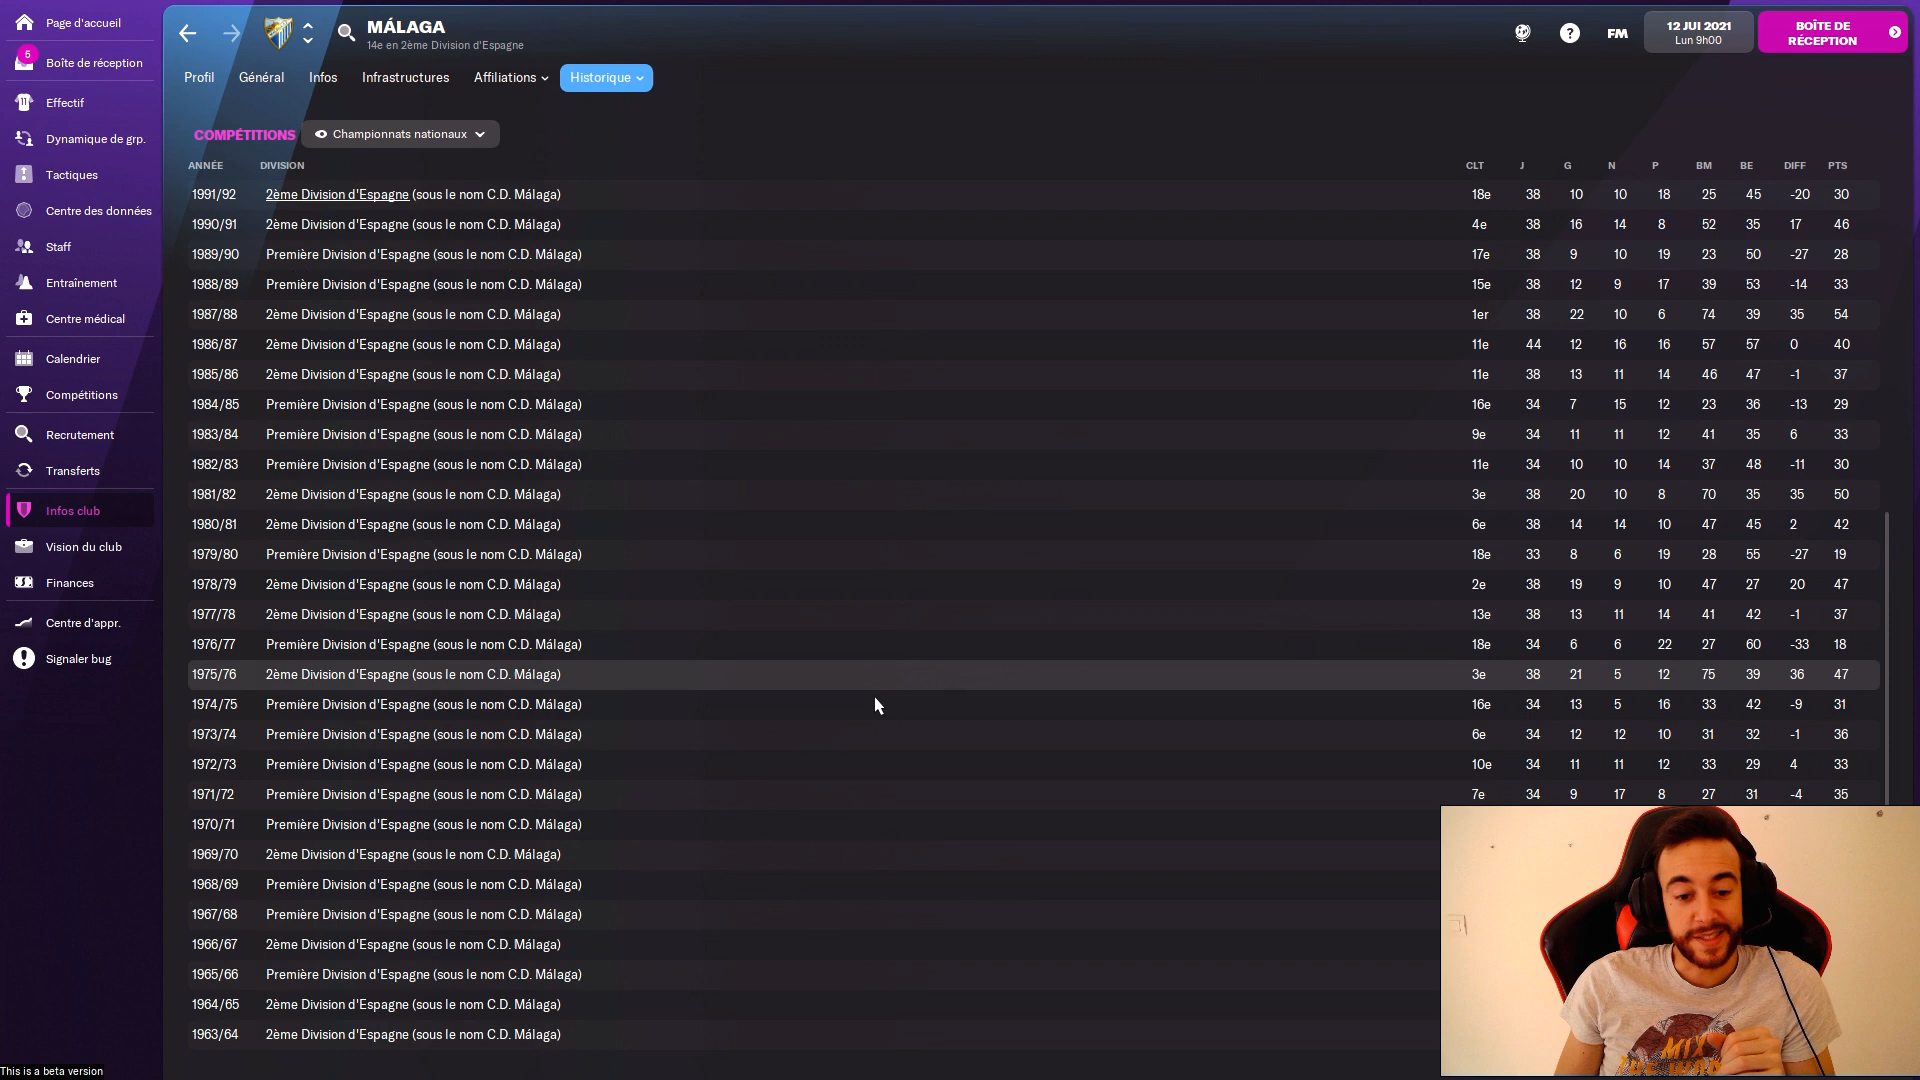 Page d'accueil
5
Boîte de réception
Effectif
Dynamique de grp.
Tactiques
Centre des données
Staff
Entraînement
Centre médical
Calendrier
Compétitions
Recrutement
Transferts
Infos club
Vision du club
Finances
Centre d'appr.
Signaler bug
This is a beta version
MÁLAGA
14e en 2ème Division d'Espagne
FM
12 JUI 2021
Lun 9h00
BOÎTE DE
RÉCEPTION
Profil Général Infos Infrastructures Affiliations Historique
COMPÉTITIONS Championnats nationaux
ANNÉE DIVISION CLT J G N P BM BE DIFF PTS
1991/92 2ème Division d'Espagne (sous le nom C.D. Málaga) 18e 38 10 10 18 25 45 -20 30
1990/91 2ème Division d'Espagne (sous le nom C.D. Málaga) 4e 38 16 14 8 52 35 17 46
1989/90 Première Division d'Espagne (sous le nom C.D. Málaga) 17e 38 9 10 19 23 50 -27 28
1988/89 Première Division d'Espagne (sous le nom C.D. Málaga) 15e 38 12 9 17 39 53 -14 33
1987/88 2ème Division d'Espagne (sous le nom C.D. Málaga) 1er 38 22 10 6 74 39 35 54
1986/87 2ème Division d'Espagne (sous le nom C.D. Málaga) 11e 44 12 16 16 57 57 0 40
1985/86 2ème Division d'Espagne (sous le nom C.D. Málaga) 11e 38 13 11 14 46 47 -1 37
1984/85 Première Division d'Espagne (sous le nom C.D. Málaga) 16e 34 7 15 12 23 36 -13 29
1983/84 Première Division d'Espagne (sous le nom C.D. Málaga) 9e 34 11 11 12 41 35 6 33
1982/83 Première Division d'Espagne (sous le nom C.D. Málaga) 11e 34 10 10 14 37 48 -11 30
1981/82 2ème Division d'Espagne (sous le nom C.D. Málaga) 3e 38 20 10 8 70 35 35 50
1980/81 2ème Division d'Espagne (sous le nom C.D. Málaga) 6e 38 14 14 10 47 45 2 42
1979/80 Première Division d'Espagne (sous le nom C.D. Málaga) 18e 33 8 6 19 28 55 -27 19
1978/79 2ème Division d'Espagne (sous le nom C.D. Málaga) 2e 38 19 9 10 47 27 20 47
1977/78 2ème Division d'Espagne (sous le nom C.D. Málaga) 13e 38 13 11 14 41 42 -1 37
1976/77 Première Division d'Espagne (sous le nom C.D. Málaga) 18e 34 6 6 22 27 60 -33 18
1975/76 2ème Division d'Espagne (sous le nom C.D. Málaga) 3e 38 21 5 12 75 39 36 47
1974/75 Première Division d'Espagne (sous le nom C.D. Málaga) 16e 34 13 5 16 33 42 -9 31
1973/74 Première Division d'Espagne (sous le nom C.D. Málaga) 6e 34 12 12 10 31 32 -1 36
1972/73 Première Division d'Espagne (sous le nom C.D. Málaga) 10e 34 11 11 12 33 29 4 33
1971/72 Première Division d'Espagne (sous le nom C.D. Málaga) 7e 34 9 17 8 27 31 -4 35
1970/71 Première Division d'Espagne (sous le nom C.D. Málaga)
1969/70 2ème Division d'Espagne (sous le nom C.D. Málaga)
1968/69 Première Division d'Espagne (sous le nom C.D. Málaga)
1967/68 Première Division d'Espagne (sous le nom C.D. Málaga)
1966/67 2ème Division d'Espagne (sous le nom C.D. Málaga)
1965/66 Première Division d'Espagne (sous le nom C.D. Málaga)
1964/65 2ème Division d'Espagne (sous le nom C.D. Málaga)
1963/64 2ème Division d'Espagne (sous le nom C.D. Málaga)